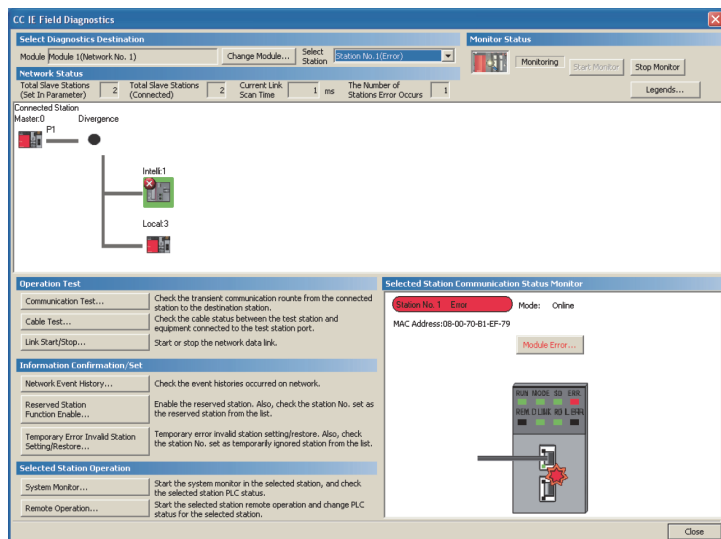 CC IE Field Diagnostics
Select Diagnostics Destination
Monitor Status
Module Module 1(Network No. 1)
Change Module...
Select Station
Station No.1(Error)
Monitoring
Start Monitor
Stop Monitor
Network Status
Total Slave Stations (Set In Parameter) 2
Total Slave Stations (Connected) 2
Current Link Scan Time 1 ms
The Number of Stations Error Occurs 1
Legends...
Connected Station
Master:0 Divergence
P1
Intelli:1
Local:3
Operation Test
Communication Test...
Check the transient communication rounte from the connected
station to the destination station.
Cable Test...
Check the cable status between the test station and
equipment connected to the test station port.
Link Start/Stop...
Start or stop the network data link.
Information Confirmation/Set
Network Event History...
Check the event histories occurred on network.
Reserved Station
Function Enable...
Enable the reserved station. Also, check the station No. set as
the reserved station from the list.
Temporary Error Invalid Station
Setting/Restore...
Temporary error invalid station setting/restore. Also, check
the station No. set as temporarily ignored station from the list.
Selected Station Operation
System Monitor...
Start the system monitor in the selected station, and check
the selected station PLC status.
Remote Operation...
Start the selected station remote operation and change PLC
status for the selected station.
Selected Station Communication Status Monitor
Station No. 1 Error
Mode: Online
MAC Address:08-00-70-B1-EF-79
Module Error...
RUN MODE SD ERR.
REM. D LINK RD L ERR.
Close